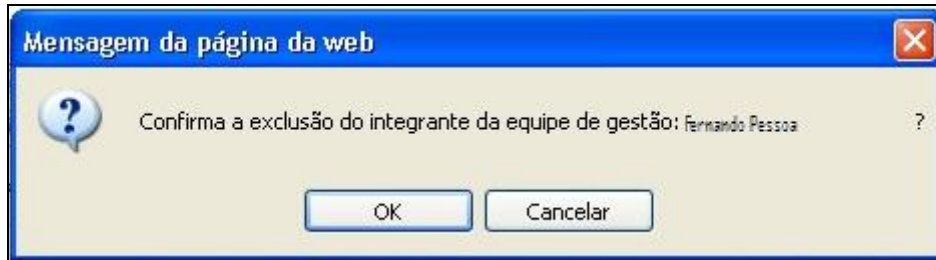 Mensagem da página da web
Confirma a exclusão do integrante da equipe de gestão: Fernando Pessoa ?
OK
Cancelar